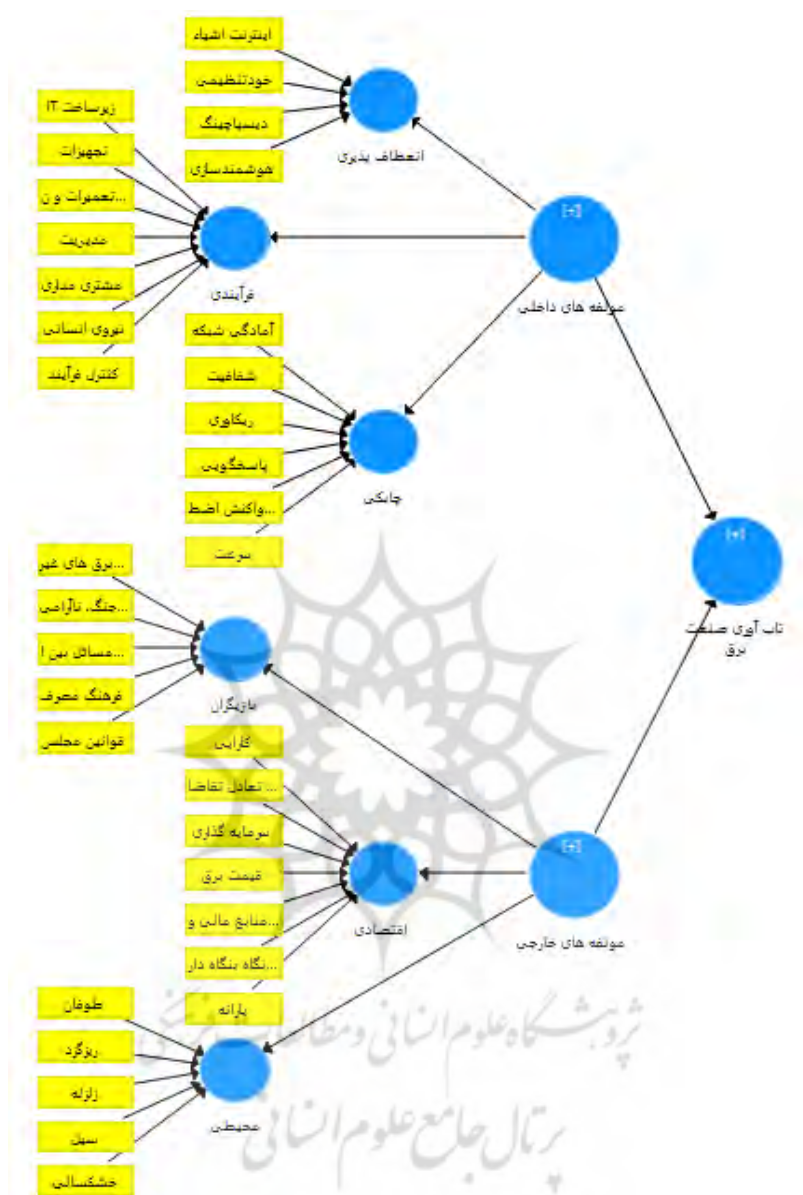 اینترنت اشیاء
خودتنظیمی
دیسپاچینگ
هوشمندسازی
انعطاف پذیری
زیرساخت IT
تجهیزات
تعمیرات و ن...
مدیریت
مشتری مداری
نیروی انسانی
کنترل فرآیند
فرآیندی
[+]
مولفه های داخلی
آمادگی شبکه
شفافیت
ریکاوری
پاسخگویی
واکنش اضط...
سرعت
چابکی
[+]
تاب آوری صنعت
برق
برق های غیر...
جنگ، ناآرامی...
مسائل بین ا...
فرهنگ مصرف
قوانین مجلس
بازیگران
کارایی
تعادل تقاضا ...
سرمایه گذاری
قیمت برق
منابع مالی و...
نگاه بنگاه دار...
یارانه
اقتصادی
[+]
مولفه های خارجی
طوفان
ریزگرد
زلزله
سیل
خشکسالی
محیطی
پژوهشگاه علوم انسانی و مطالعات فرهنگی
پرتال جامع علوم انسانی